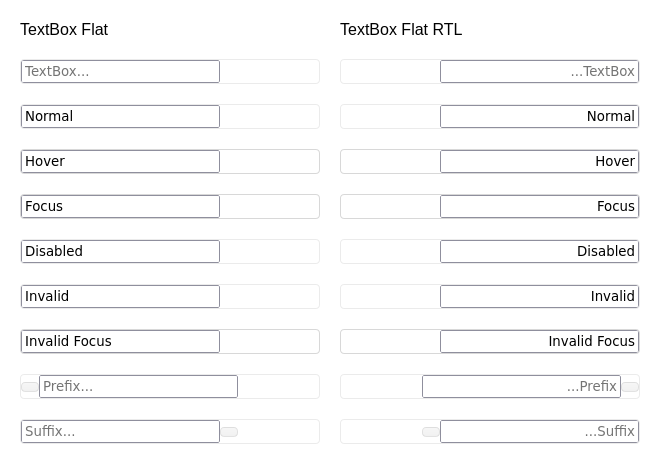 TextBox Flat
TextBox...
Normal
Hover
Focus
Disabled
Invalid
Invalid Focus
Prefix...
Suffix...
TextBox Flat RTL
...TextBox
Normal
Hover
Focus
Disabled
Invalid
Invalid Focus
...Prefix
...Suffix